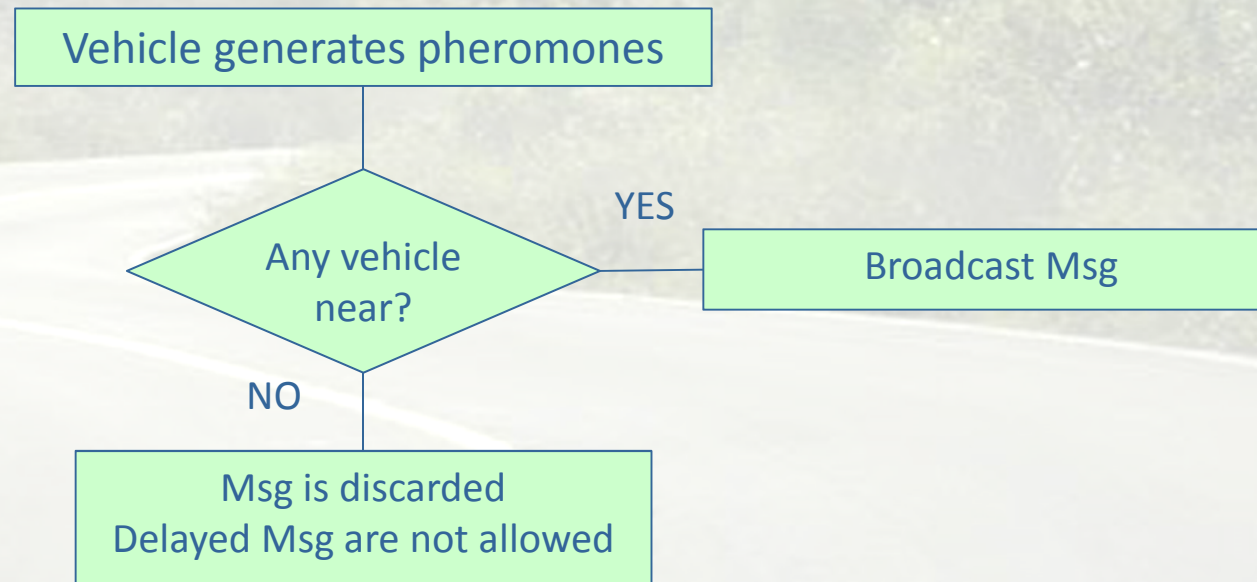 Vehicle generates pheromones
Any vehicle
near?
YES
Broadcast Msg
NO
Msg is discarded
Delayed Msg are not allowed